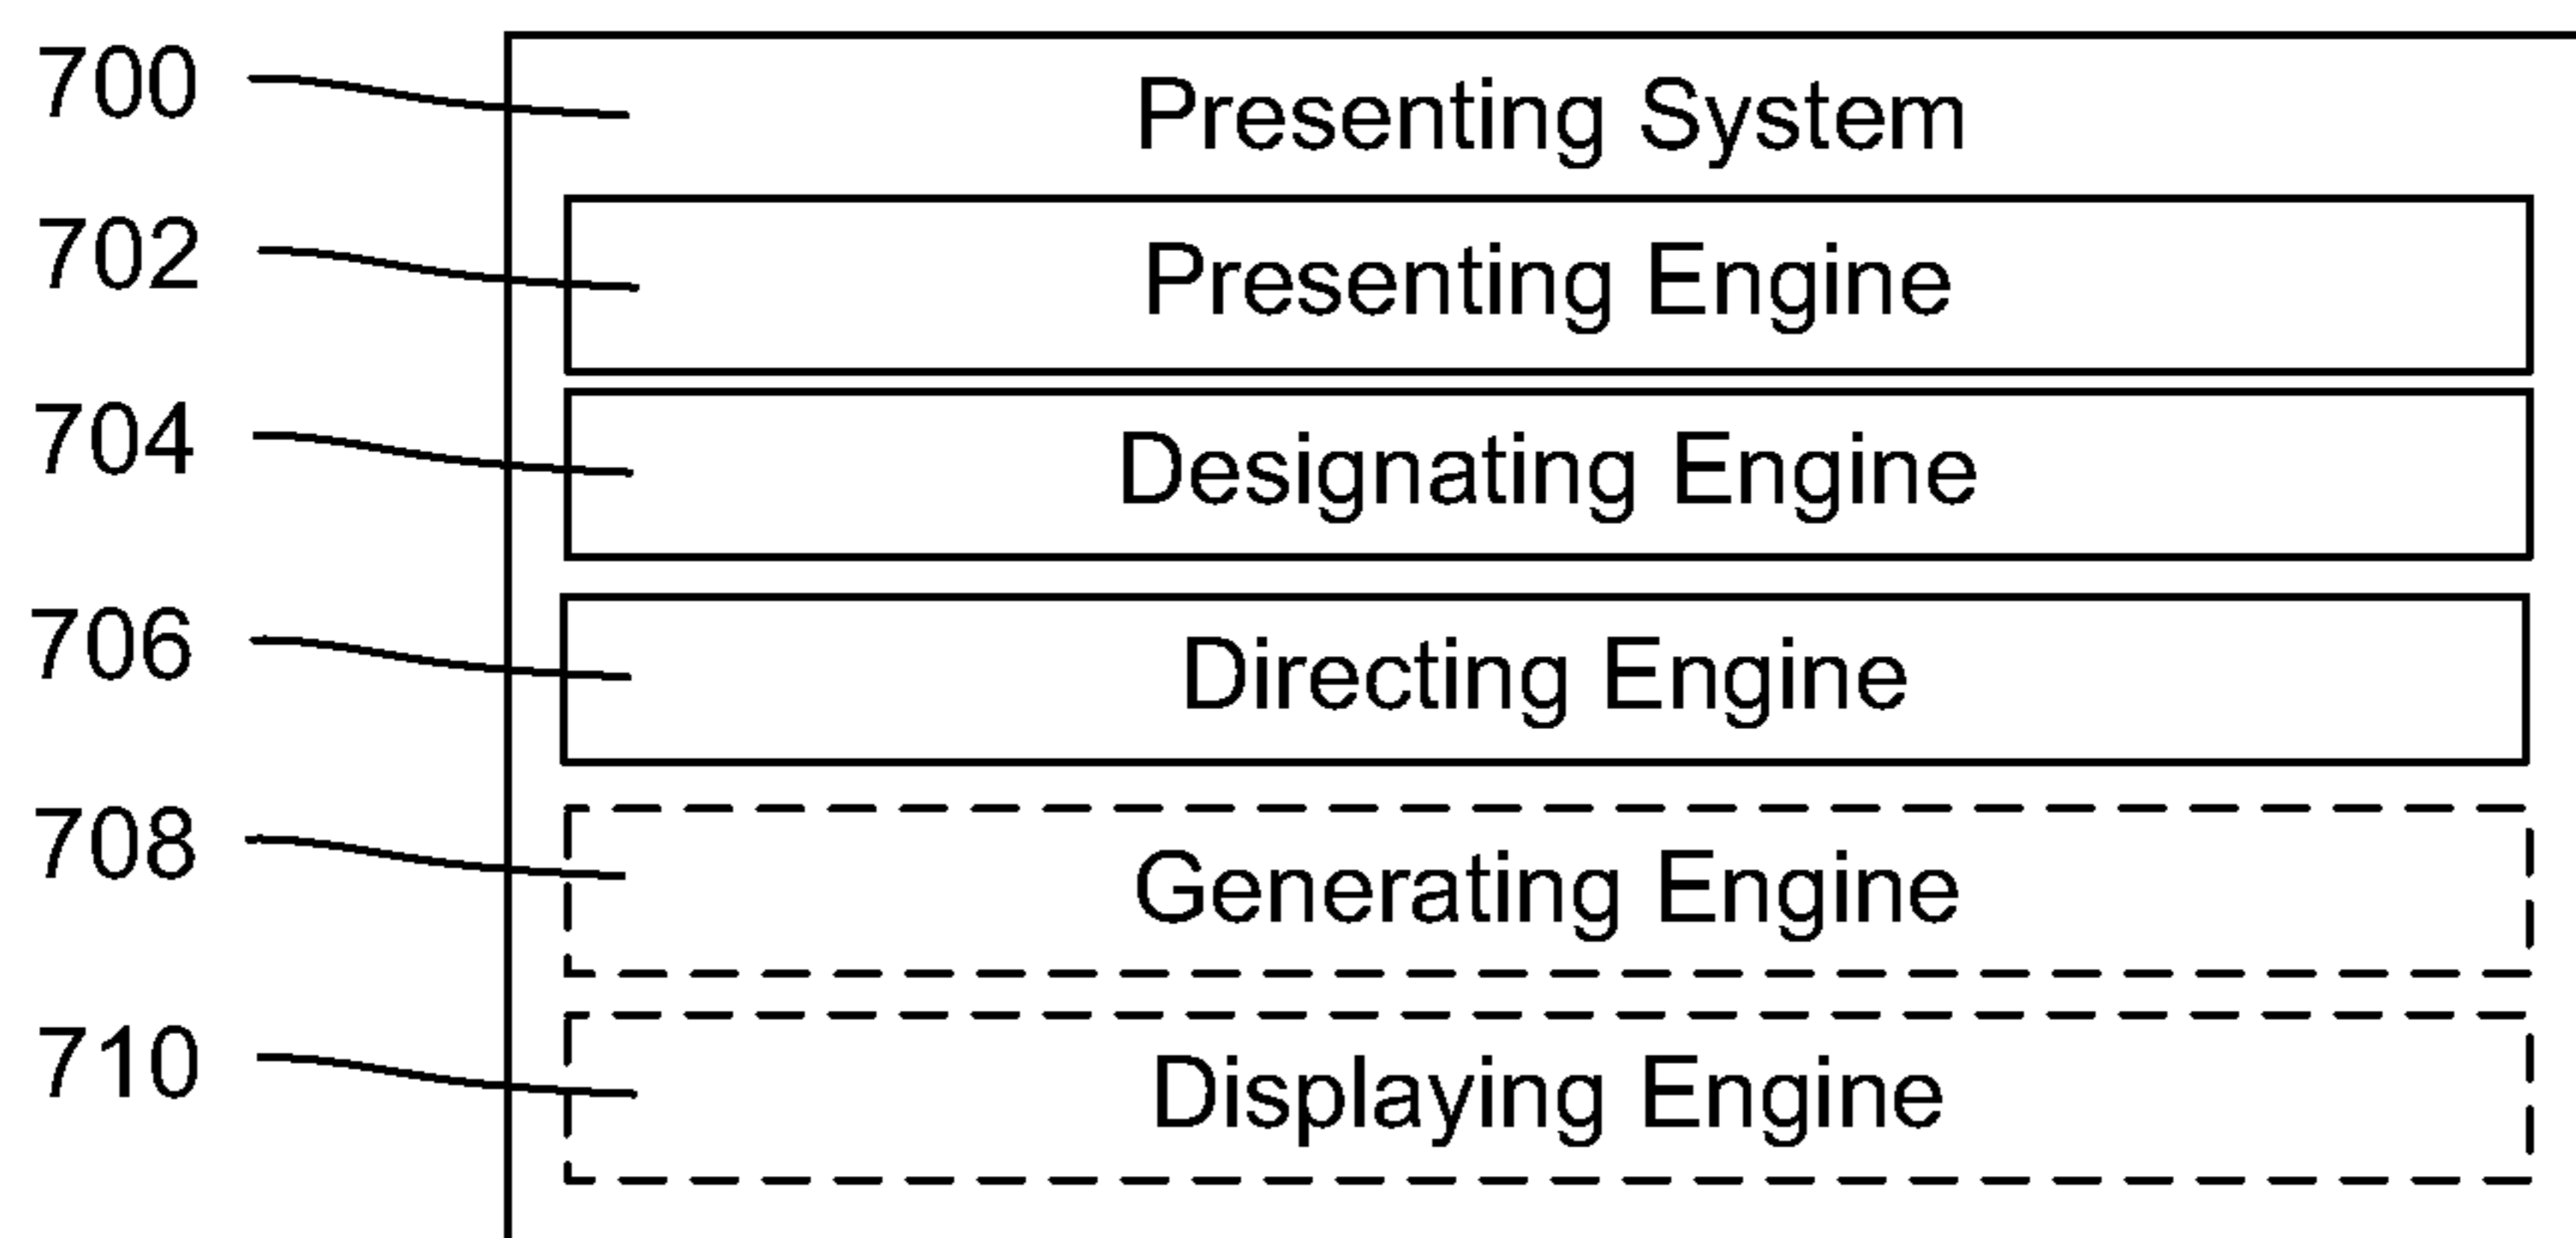 700 Presenting System
702 Presenting Engine
704 Designating Engine
706 Directing Engine
708 Generating Engine
710 Displaying Engine